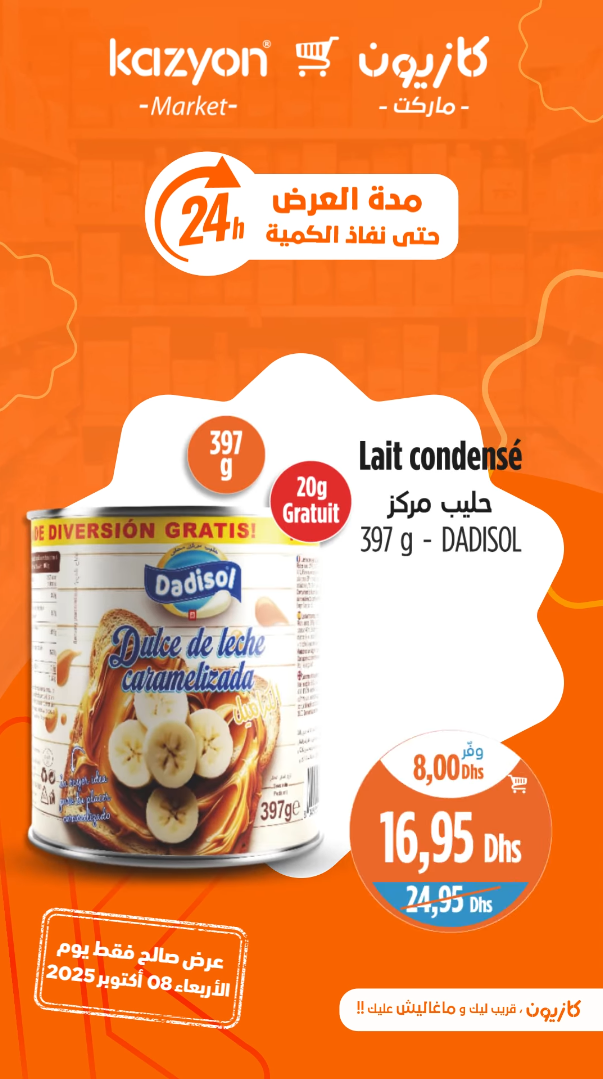 kazyon® كازيون
-Market- - ماركت -
24h
مدة العرض
حتى نفاذ الكمية
397
g
20g
Gratuit
Lait condensé
حليب مركز
397 g - DADISOL
DE DIVERSIÓN GRATIS!
Dadisol
Dulce de leche
caramelizada
397ge
وفّر
8,00 Dhs
16,95 Dhs
24,95 Dhs
عرض صالح فقط يوم
الأربعاء 08 أكتوبر 2025
كازيون ، قريب ليك و ماغاليش عليك !!